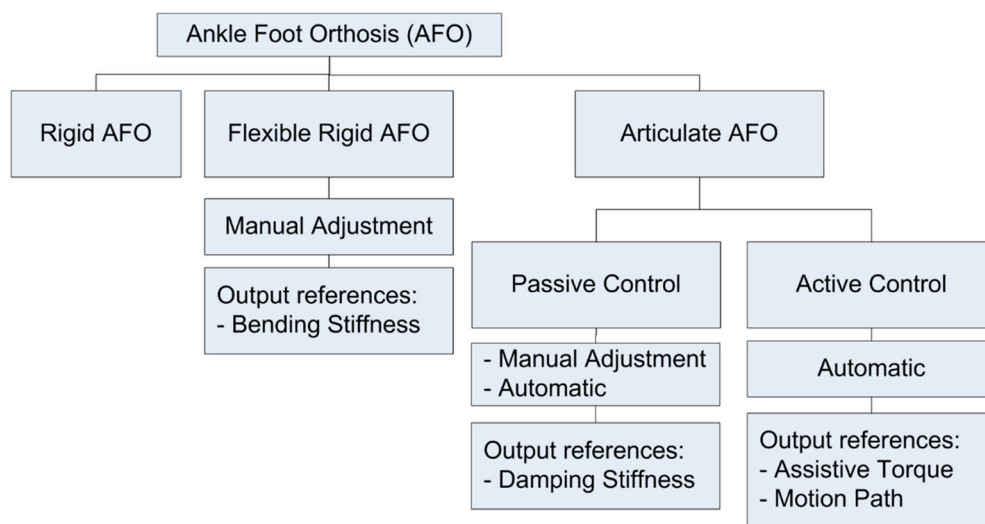 Ankle Foot Orthosis (AFO)
Rigid AFO
Flexible Rigid AFO
Articulate AFO
Manual Adjustment
Output references:
- Bending Stiffness
Passive Control
Active Control
- Manual Adjustment
- Automatic
Automatic
Output references:
- Damping Stiffness
Output references:
- Assistive Torque
- Motion Path